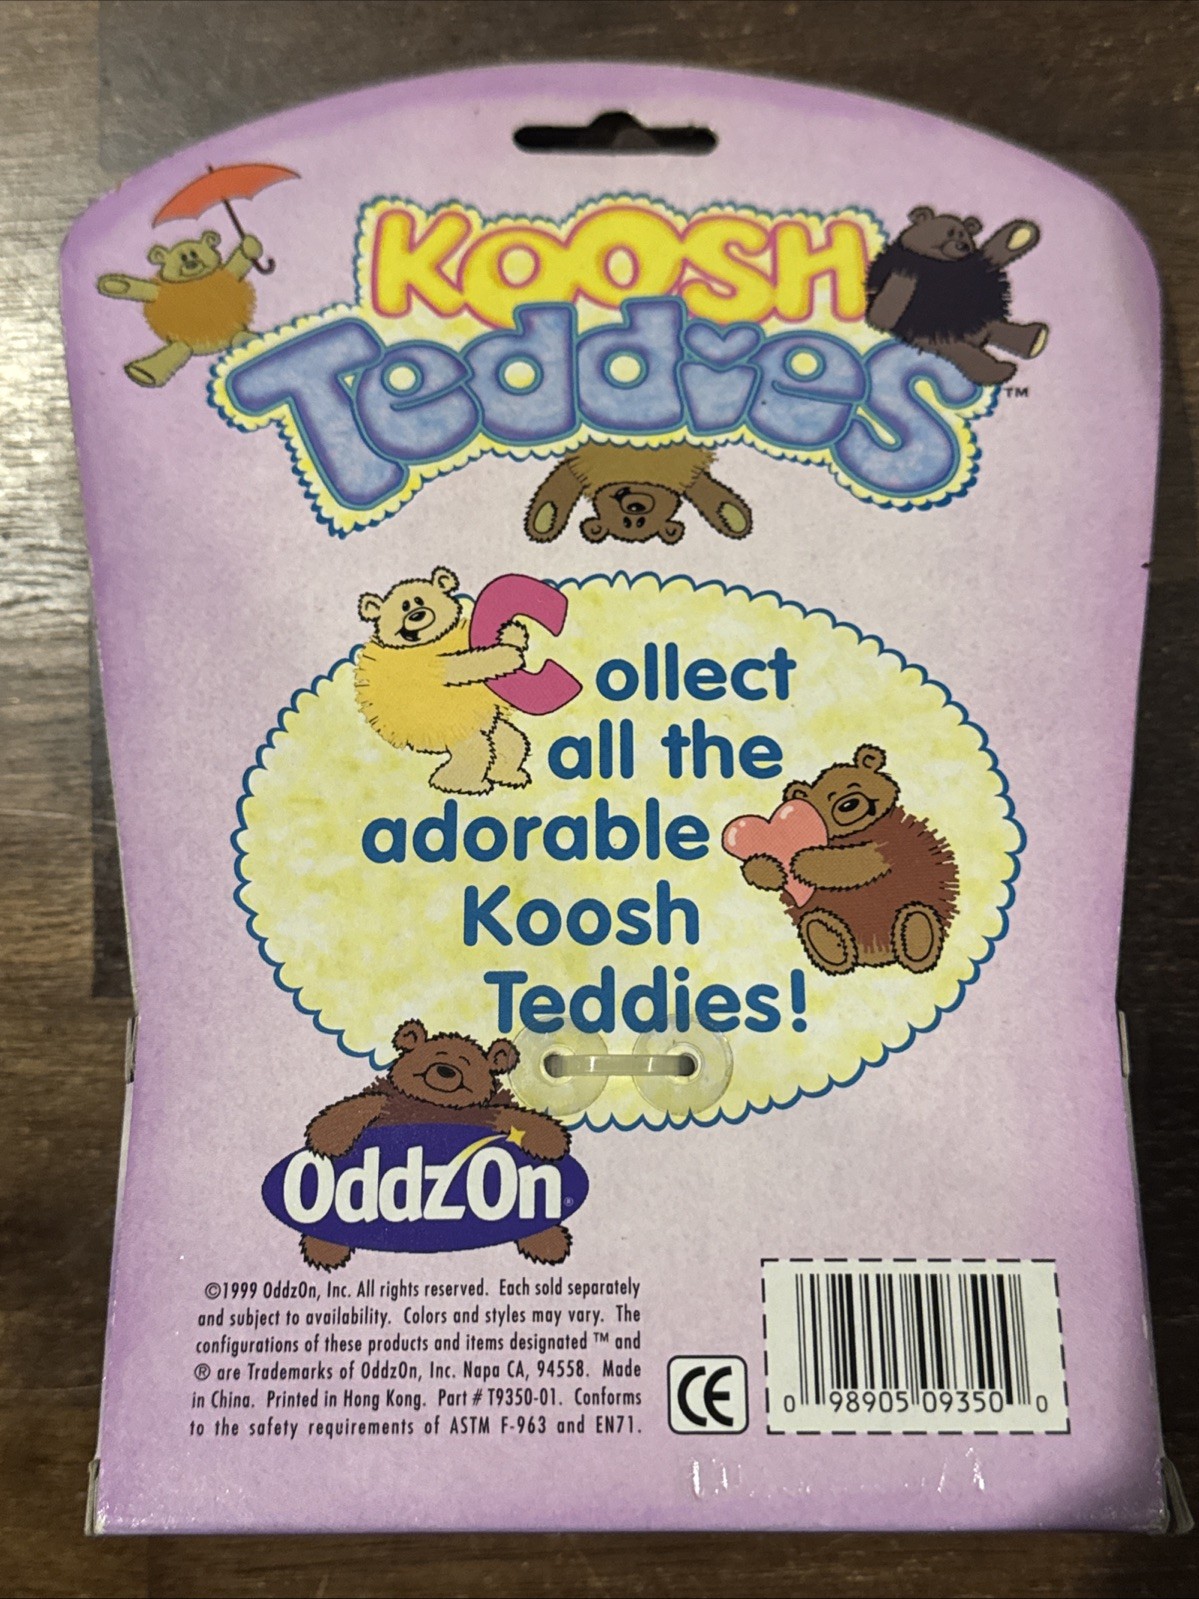 KOOSH
Teddies™
Collect
all the
adorable
Koosh
Teddies!
OddzOn®
©1999 OddzOn, Inc. All rights reserved. Each sold separately
and subject to availability. Colors and styles may vary. The
configurations of these products and items designated ™ and
® are Trademarks of OddzOn, Inc. Napa CA, 94558. Made
in China. Printed in Hong Kong. Part # T9350-01. Conforms
to the safety requirements of ASTM F-963 and EN71.
CE
0 98905 09350 0